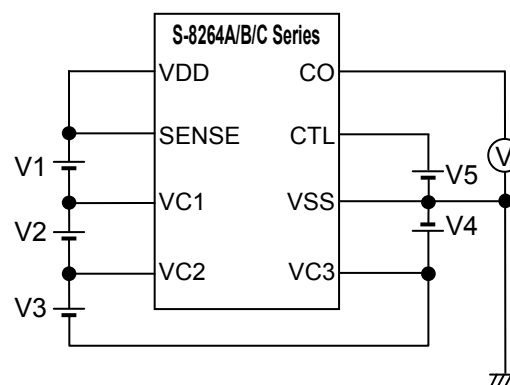 S-8264A/B/C Series
VDD CO
SENSE CTL
V1 V
V5
VC1 VSS
V2 V4
VC2 VC3
V3